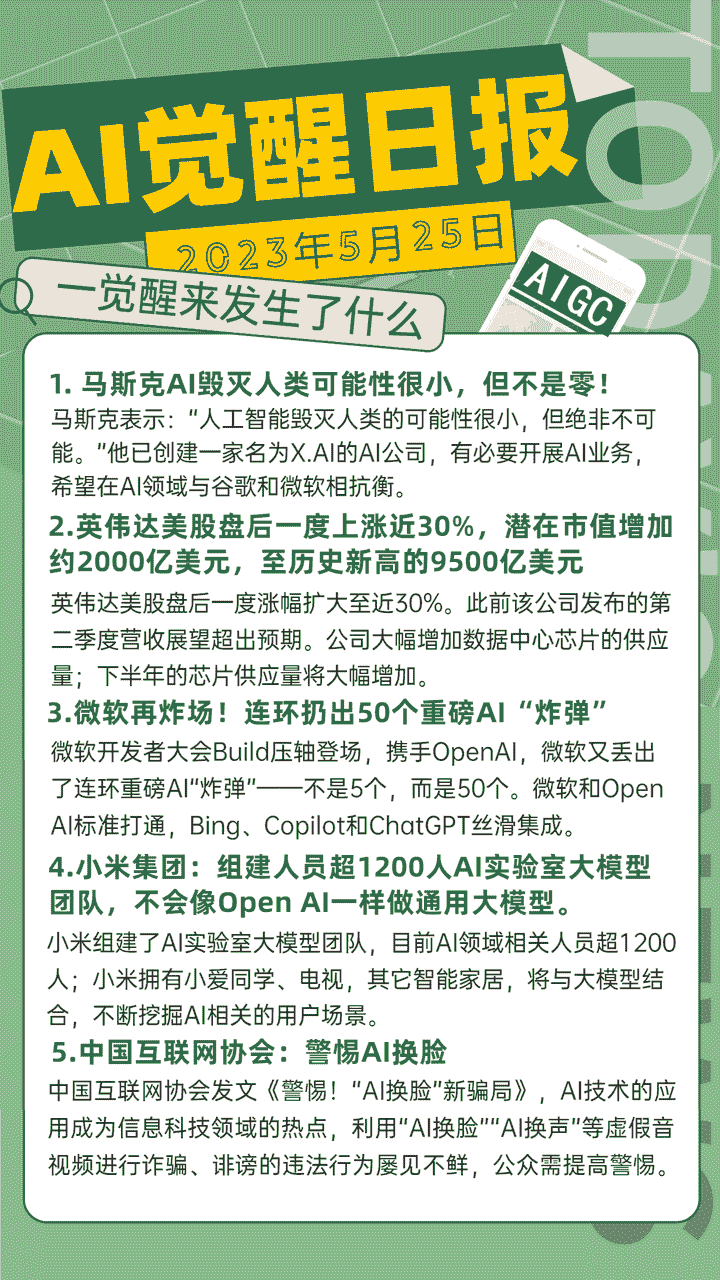 AI觉醒日报
2023年5月25日
一觉醒来发生了什么
AIGC
1. 马斯克AI毁灭人类可能性很小，但不是零！
马斯克表示：“人工智能毁灭人类的可能性很小，但绝非不可
能。”他已创建一家名为X.AI的AI公司，有必要开展AI业务，
希望在AI领域与谷歌和微软相抗衡。
2.英伟达美股盘后一度上涨近30%，潜在市值增加
约2000亿美元，至历史新高的9500亿美元
英伟达美股盘后一度涨幅扩大至近30%。此前该公司发布的第
二季度营收展望超出预期。公司大幅增加数据中心芯片的供应
量；下半年的芯片供应量将大幅增加。
3.微软再炸场！连环扔出50个重磅AI“炸弹”
微软开发者大会Build压轴登场，携手OpenAI，微软又丢出
了连环重磅AI“炸弹”——不是5个，而是50个。微软和Open
AI标准打通，Bing、Copilot和ChatGPT丝滑集成。
4.小米集团：组建人员超1200人AI实验室大模型
团队，不会像Open AI一样做通用大模型。
小米组建了AI实验室大模型团队，目前AI领域相关人员超1200
人；小米拥有小爱同学、电视，其它智能家居，将与大模型结
合，不断挖掘AI相关的用户场景。
5.中国互联网协会：警惕AI换脸
中国互联网协会发文《警惕！“AI换脸”新骗局》，AI技术的应
用成为信息科技领域的热点，利用“AI换脸”“AI换声”等虚假音
视频进行诈骗、诽谤的违法行为屡见不鲜，公众需提高警惕。